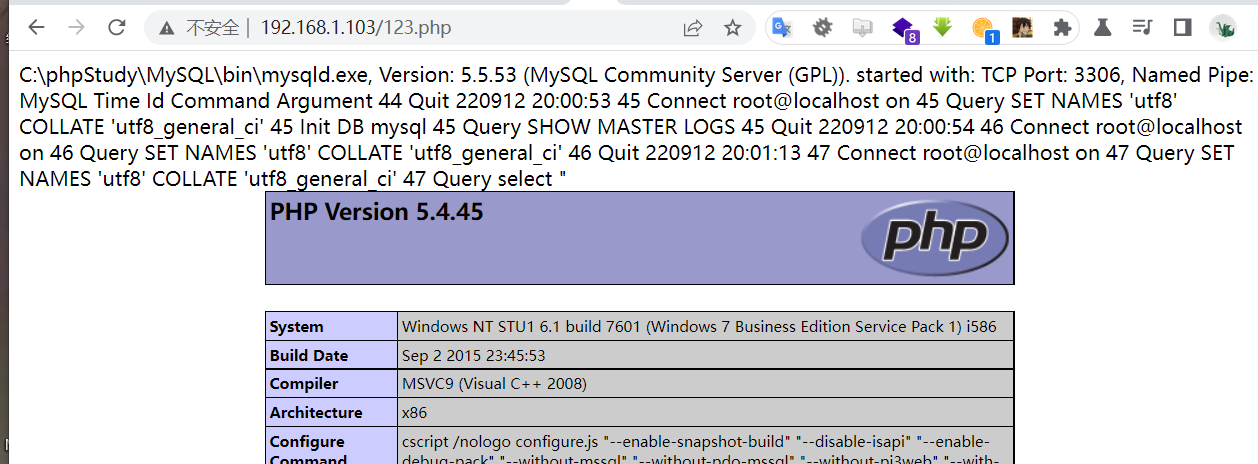 不安全 | 192.168.1.103/123.php
8
1
C:\phpStudy\MySQL\bin\mysqld.exe, Version: 5.5.53 (MySQL Community Server (GPL)). started with: TCP Port: 3306, Named Pipe:
MySQL Time Id Command Argument 44 Quit 220912 20:00:53 45 Connect root@localhost on 45 Query SET NAMES 'utf8'
COLLATE 'utf8_general_ci' 45 Init DB mysql 45 Query SHOW MASTER LOGS 45 Quit 220912 20:00:54 46 Connect root@localhost
on 46 Query SET NAMES 'utf8' COLLATE 'utf8_general_ci' 46 Quit 220912 20:01:13 47 Connect root@localhost on 47 Query SET
NAMES 'utf8' COLLATE 'utf8_general_ci' 47 Query select "
PHP Version 5.4.45
php
System Windows NT STU1 6.1 build 7601 (Windows 7 Business Edition Service Pack 1) i586
Build Date Sep 2 2015 23:45:53
Compiler MSVC9 (Visual C++ 2008)
Architecture x86
Configure cscript /nologo configure.js "--enable-snapshot-build" "--disable-isapi" "--enable-
Command debug-pack" "--without-mssql" "--without-pdo-mssql" "--without-pi3web" "--with-